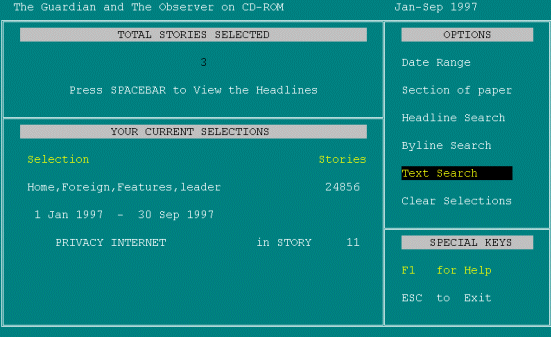 The Guardian and The Observer on CD-ROM Jan-Sep 1997
TOTAL STORIES SELECTED
3
Press SPACEBAR to View the Headlines
YOUR CURRENT SELECTIONS
Selection Stories
Home,Foreign,Features,leader 24856
1 Jan 1997 - 30 Sep 1997
PRIVACY INTERNET in STORY 11
OPTIONS
Date Range
Section of paper
Headline Search
Byline Search
Text Search
Clear Selections
SPECIAL KEYS
F1 for Help
ESC to Exit